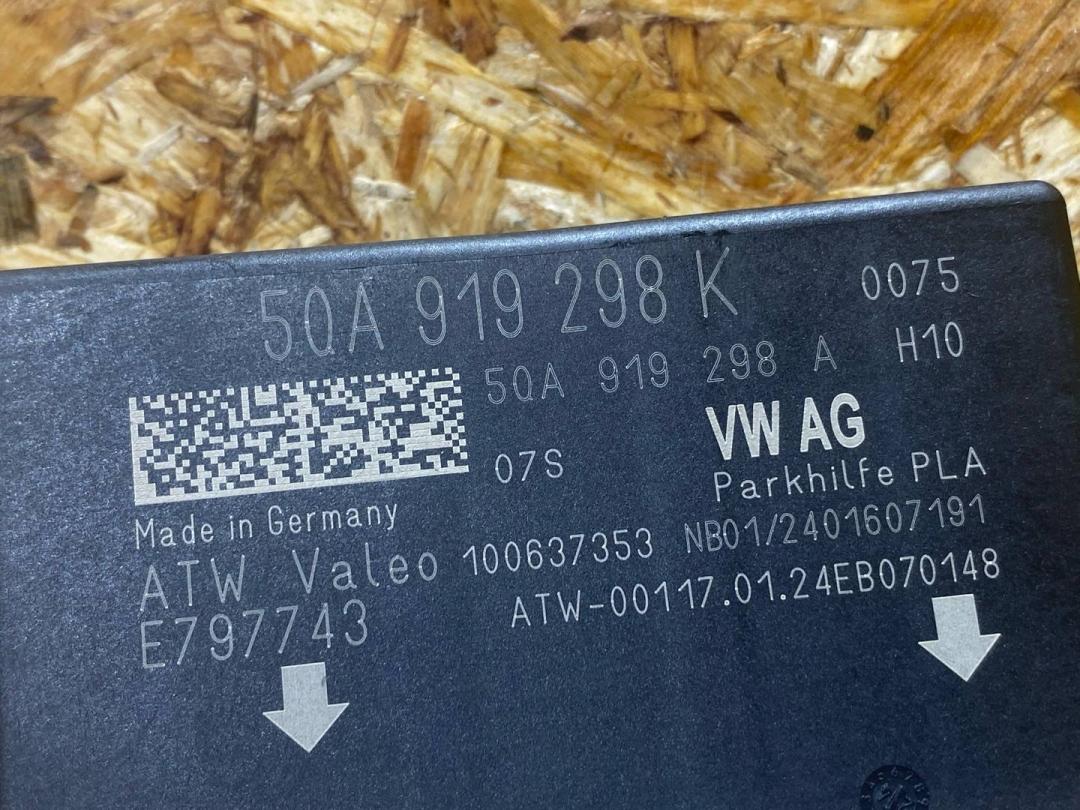 5QA 919 298 K 0075
5QA 919 298 A H10
VW AG
07S
Parkhilfe PLA
Made in Germany
ATW Valeo 100637353 NB01/2401607191
E797743 ATW-00117.01.24EB070148